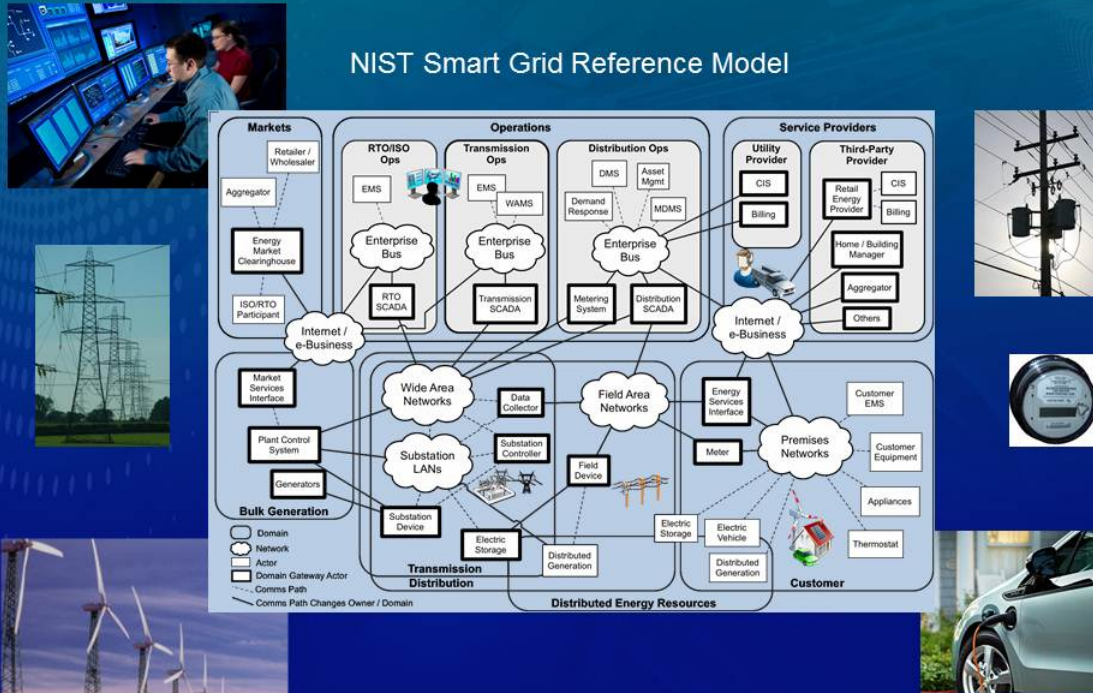 NIST Smart Grid Reference Model
Markets
Retailer /
Wholesaler
Aggregator
Energy
Market
Clearinghouse
ISO/RTO
Participant
Internet /
e-Business
Operations
RTO/ISO
Ops
EMS
Enterprise
Bus
RTO
SCADA
Transmission
Ops
EMS
WAMS
Enterprise
Bus
Transmission
SCADA
Distribution Ops
DMS
Asset
Mgmt
Demand
Response
MDMS
Enterprise
Bus
Metering
System
Distribution
SCADA
Service Providers
Utility
Provider
CIS
Billing
Third-Party
Provider
Retail
Energy
Provider
CIS
Billing
Home / Building
Manager
Aggregator
Others
Internet /
e-Business
Market
Services
Interface
Plant Control
System
Generators
Bulk Generation
Wide Area
Networks
Data
Collector
Substation
LANs
Substation
Controller
Substation
Device
Electric
Storage
Transmission
Distribution
Field Area
Networks
Field
Device
Distributed
Generation
Energy
Services
Interface
Meter
Premises
Networks
Customer
EMS
Customer
Equipment
Appliances
Thermostat
Electric
Storage
Electric
Vehicle
Distributed
Generation
Customer
Distributed Energy Resources
Domain
Network
Actor
Domain Gateway Actor
Comms Path
Comms Path Changes Owner / Domain